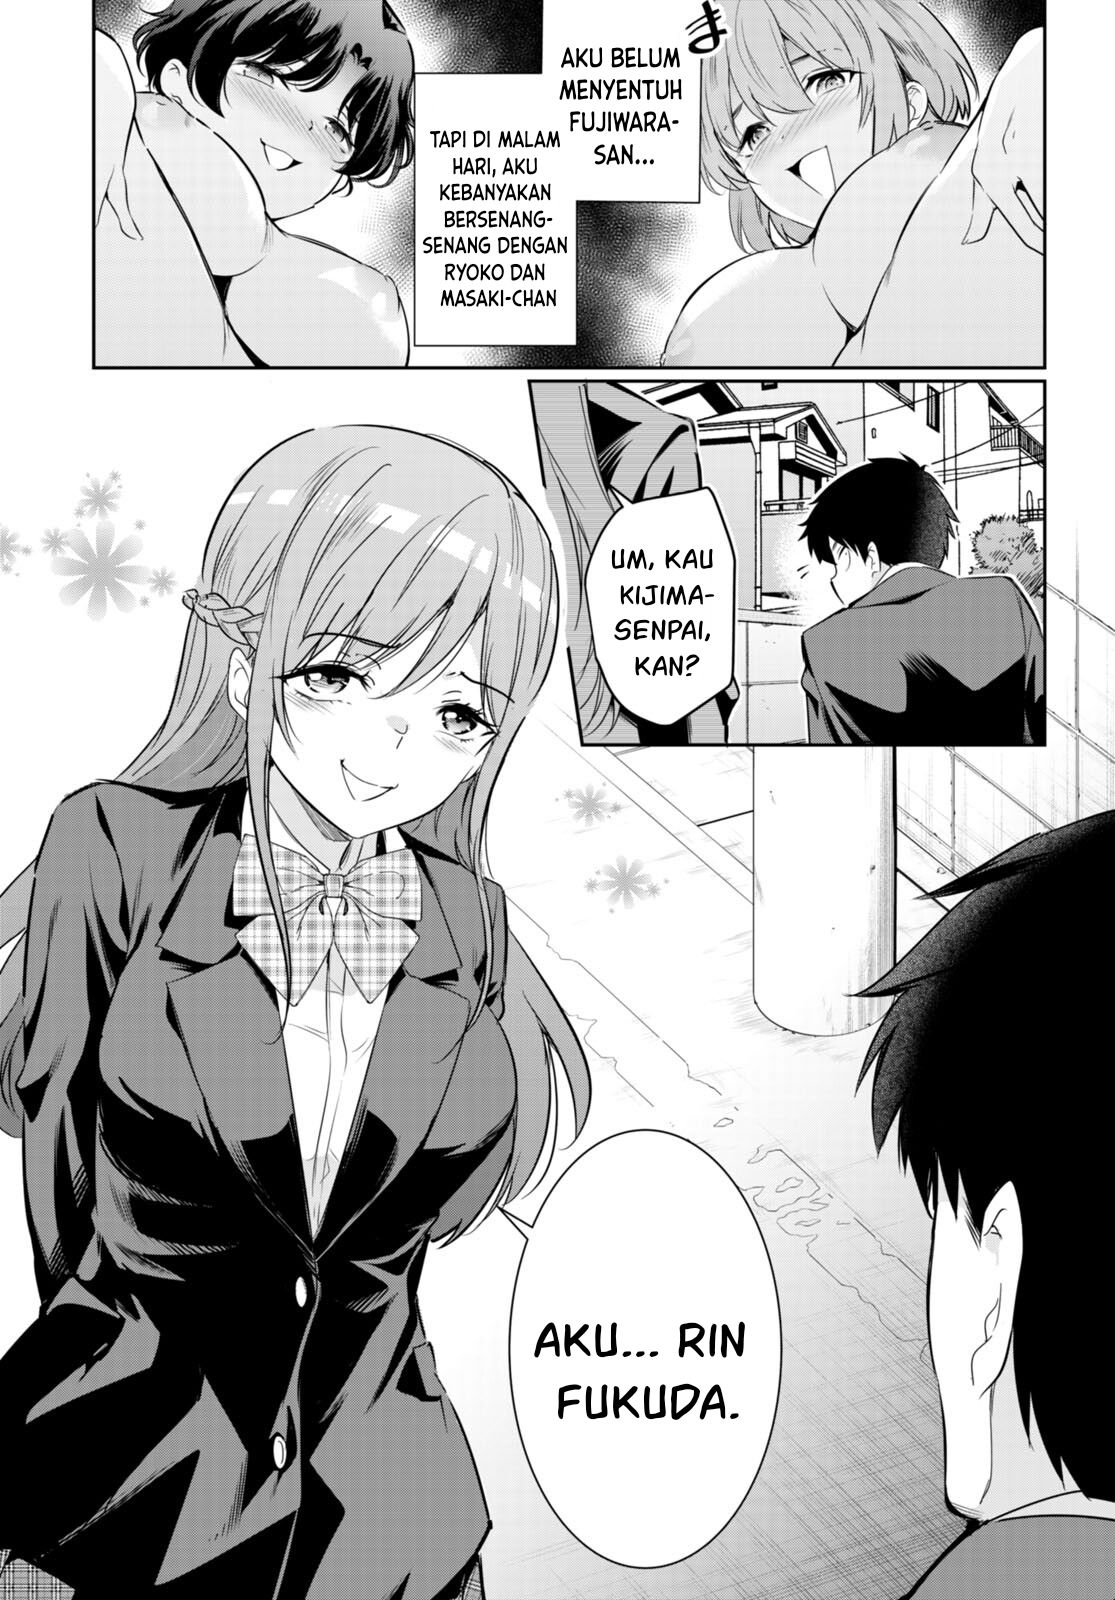 ま
AKU BELUM
MENYENTUH
FUJIWARA-
SAN...
TAPI DI MALAM
HARI, AKU
KEBANYAKAN
BERSENANG-
SENANG DENGAN
RYOKO DAN
MASAKI-CHAN
UM, KAU
KIJIMA-
SENPAI,
KAN?
AKU... RIN
FUKUDA.